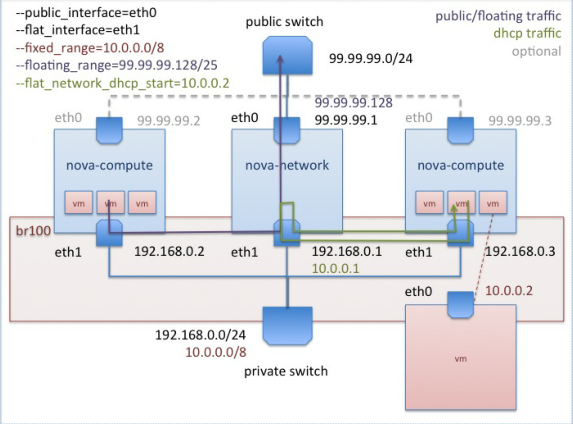 --public_interface=eth0
--flat_interface=eth1
--fixed_range=10.0.0.0/8
--floating_range=99.99.99.128/25
--flat_network_dhcp_start=10.0.0.2
public switch
99.99.99.0/24
public/floating traffic
dhcp traffic
optional
eth0
99.99.99.2
eth0
99.99.99.128
99.99.99.1
eth0
99.99.99.3
nova-compute
nova-network
nova-compute
vm
vm
vm
vm
vm
vm
br100
eth1
192.168.0.2
eth1
192.168.0.1
10.0.0.1
eth1
192.168.0.3
eth0
10.0.0.2
192.168.0.0/24
10.0.0.0/8
private switch
vm